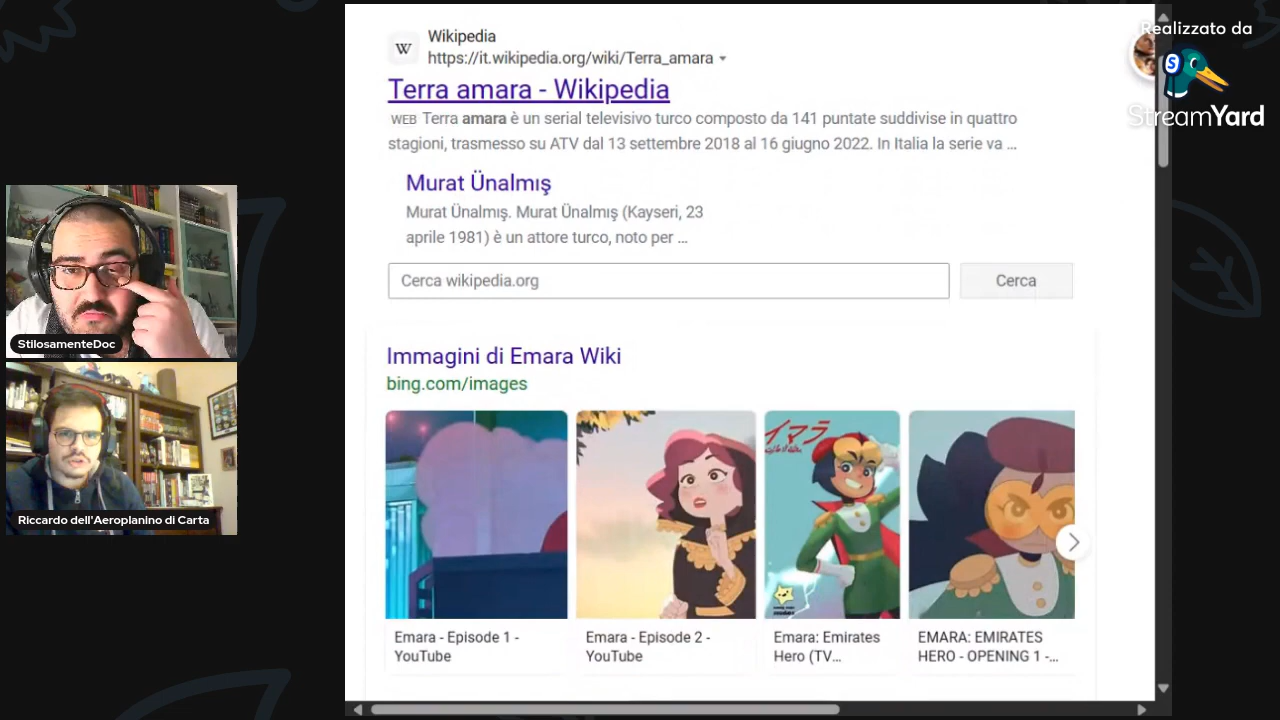 Wikipedia
https://it.wikipedia.org/wiki/Terra_amara
Terra amara - Wikipedia
WEB Terra amara è un serial televisivo turco composto da 141 puntate suddivise in quattro
stagioni, trasmesso su ATV dal 13 settembre 2018 al 16 giugno 2022. In Italia la serie va ...
Murat Ünalmış
Murat Ünalmış. Murat Ünalmış (Kayseri, 23
aprile 1981) è un attore turco, noto per ...
Cerca wikipedia.org
Cerca
Immagini di Emara Wiki
bing.com/images
イマラ
Emara - Episode 1 -
YouTube
Emara - Episode 2 -
YouTube
Emara: Emirates
Hero (TV...
EMARA: EMIRATES
HERO - OPENING 1 -...
Realizzato da
StreamYard
StilosamenteDoc
Riccardo dell'Aeroplanino di Carta